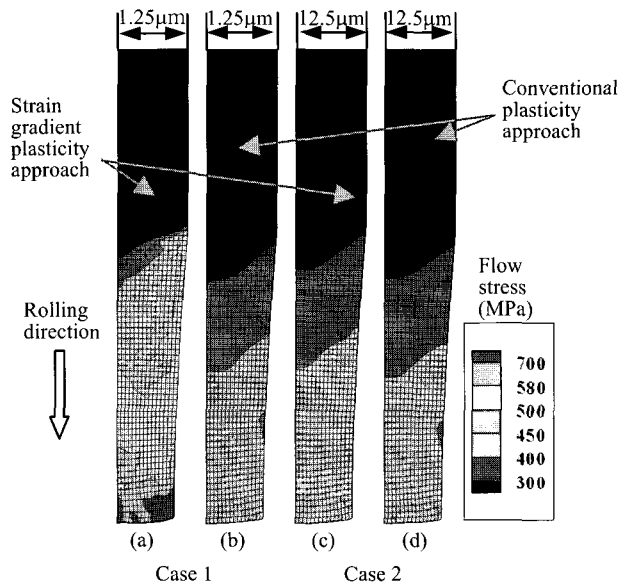 1.25µm 1.25µm 12.5µm 12.5µm
Strain
gradient
plasticity
approach
Conventional
plasticity
approach
Rolling
direction
Flow
stress
(MPa)
700
580
500
450
400
300
(a) (b) (c) (d)
Case 1 Case 2